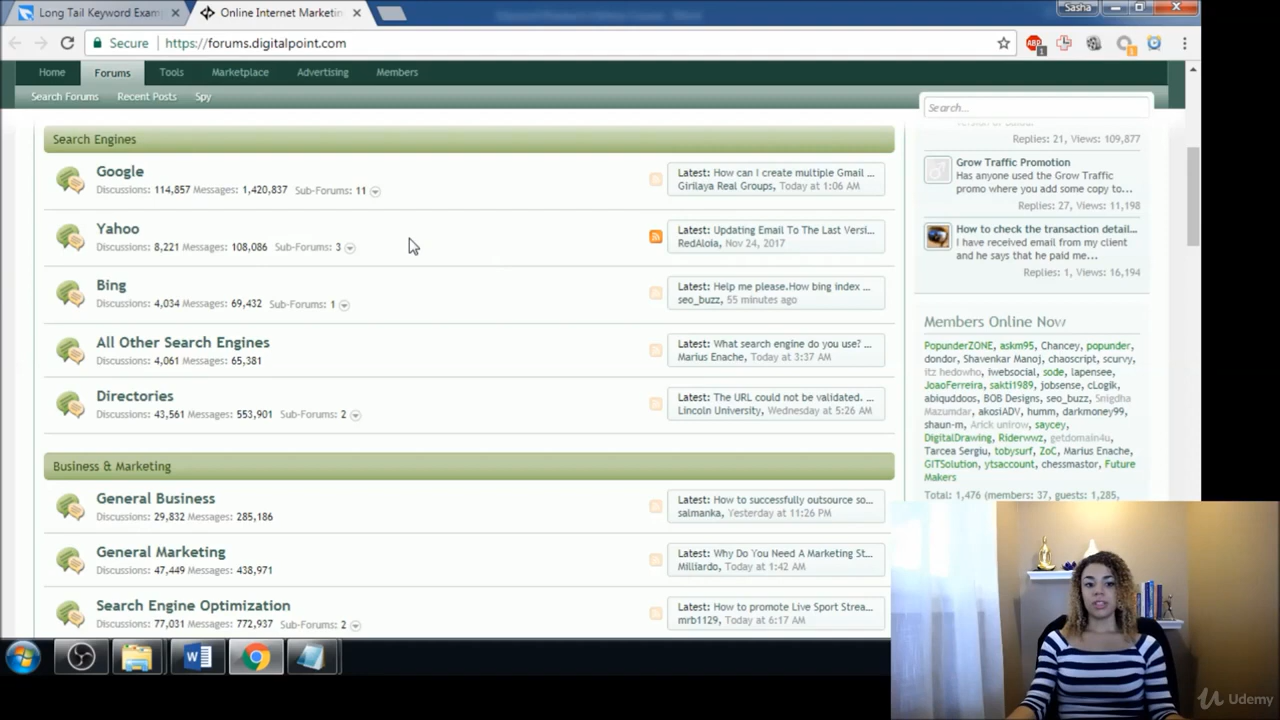 Long Tail Keyword Exam
Online Internet Marketin
Sasha
Secure
https://forums.digitalpoint.com
ABP
1
1
Home
Forums
Tools
Marketplace
Advertising
Members
Search Forums
Recent Posts
Spy
Search...
Search Engines
Google
Discussions: 114,857 Messages: 1,420,837 Sub-Forums: 11
Latest: How can I create multiple Gmail ...
Girilaya Real Groups, Today at 1:06 AM
Yahoo
Discussions: 8,221 Messages: 108,086 Sub-Forums: 3
Latest: Updating Email To The Last Versi...
RedAloia, Nov 24, 2017
Bing
Discussions: 4,034 Messages: 69,432 Sub-Forums: 1
Latest: Help me please.How bing index ...
seo_buzz, 55 minutes ago
All Other Search Engines
Discussions: 4,061 Messages: 65,381
Latest: What search engine do you use? ...
Marius Enache, Today at 3:37 AM
Directories
Discussions: 43,561 Messages: 553,901 Sub-Forums: 2
Latest: The URL could not be validated. ...
Lincoln University, Wednesday at 5:26 AM
Business & Marketing
General Business
Discussions: 29,832 Messages: 285,186
Latest: How to successfully outsource so...
salmanka, Yesterday at 11:26 PM
General Marketing
Discussions: 47,449 Messages: 438,971
Latest: Why Do You Need A Marketing St...
Milliardo, Today at 1:42 AM
Search Engine Optimization
Discussions: 77,031 Messages: 772,937 Sub-Forums: 2
Latest: How to promote Live Sport Strea...
mrb1129, Today at 6:17 AM
Replies: 21, Views: 109,877
Grow Traffic Promotion
Has anyone used the Grow Traffic
promo where you add some copy to...
Replies: 27, Views: 11,198
How to check the transaction detail...
I have received email from my client
and he says that he paid me...
Replies: 1, Views: 16,194
Members Online Now
PopunderZONE, askm95, Chancey, popunder,
dondor, Shavenkar Manoj, chaoscript, scurvy,
itz hedowho, iwebsocial, sode, lapensee,
JoaoFerreira, sakti1989, jobsense, cLogik,
abiquddoos, BOB Designs, seo_buzz, Snigdha
Mazumdar, akosiADV, humm, darkmoney99,
shaun-m, Arick unirow, saycey,
DigitalDrawing, Riderwwz, getdomain4u,
Tarcea Sergiu, tobysurf, ZoC, Marius Enache,
GITSolution, ytsaccount, chessmastor, Future
Makers
Total: 1,476 (members: 37, guests: 1,285,
Udemy